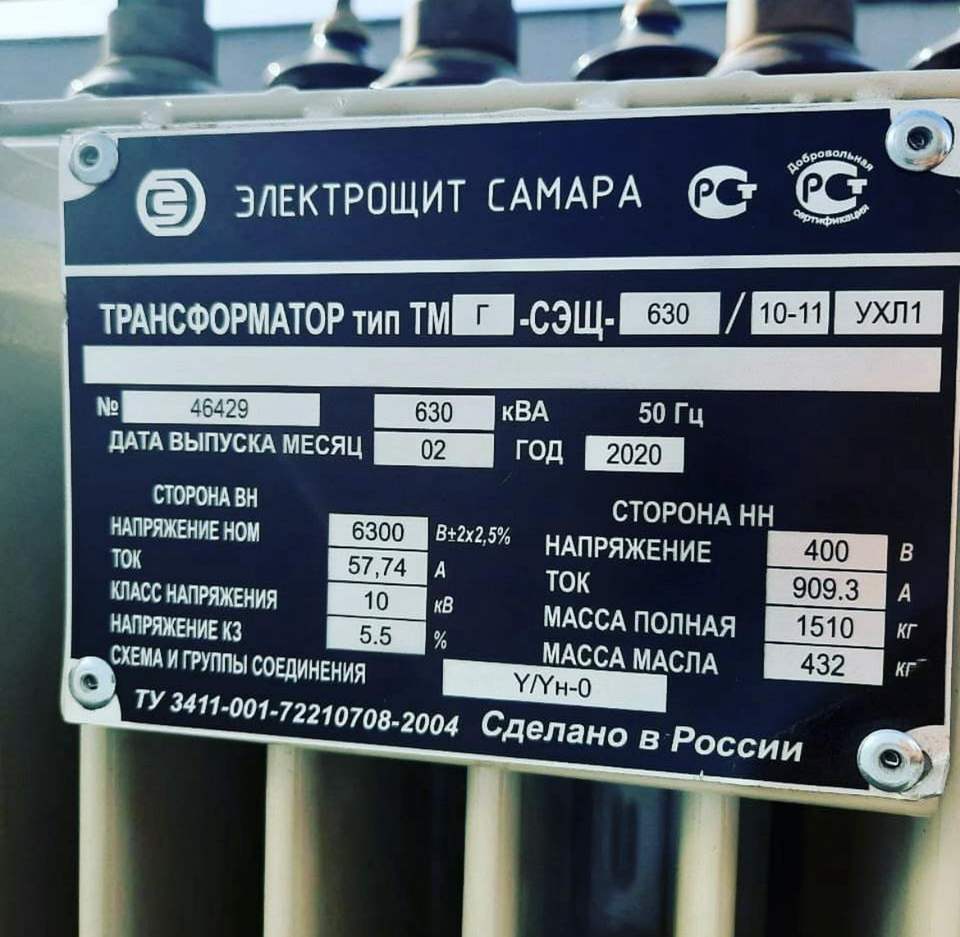 ЭЛЕКТРОЩИТ САМАРА РСТ Добровольная РСТ сертификация
ТРАНСФОРМАТОР тип ТМ Г -СЭЩ- 630 / 10-11 УХЛ1
№ 46429 630 кВА 50 Гц
ДАТА ВЫПУСКА МЕСЯЦ 02 ГОД 2020
СТОРОНА ВН
НАПРЯЖЕНИЕ НОМ 6300 В±2х2,5%
ТОК 57,74 А
КЛАСС НАПРЯЖЕНИЯ 10 кВ
НАПРЯЖЕНИЕ КЗ 5.5 %
СТОРОНА НН
НАПРЯЖЕНИЕ 400 В
ТОК 909.3 А
МАССА ПОЛНАЯ 1510 КГ
МАССА МАСЛА 432 КГ
СХЕМА И ГРУППЫ СОЕДИНЕНИЯ Y/Yн-0
ТУ 3411-001-72210708-2004 Сделано в России